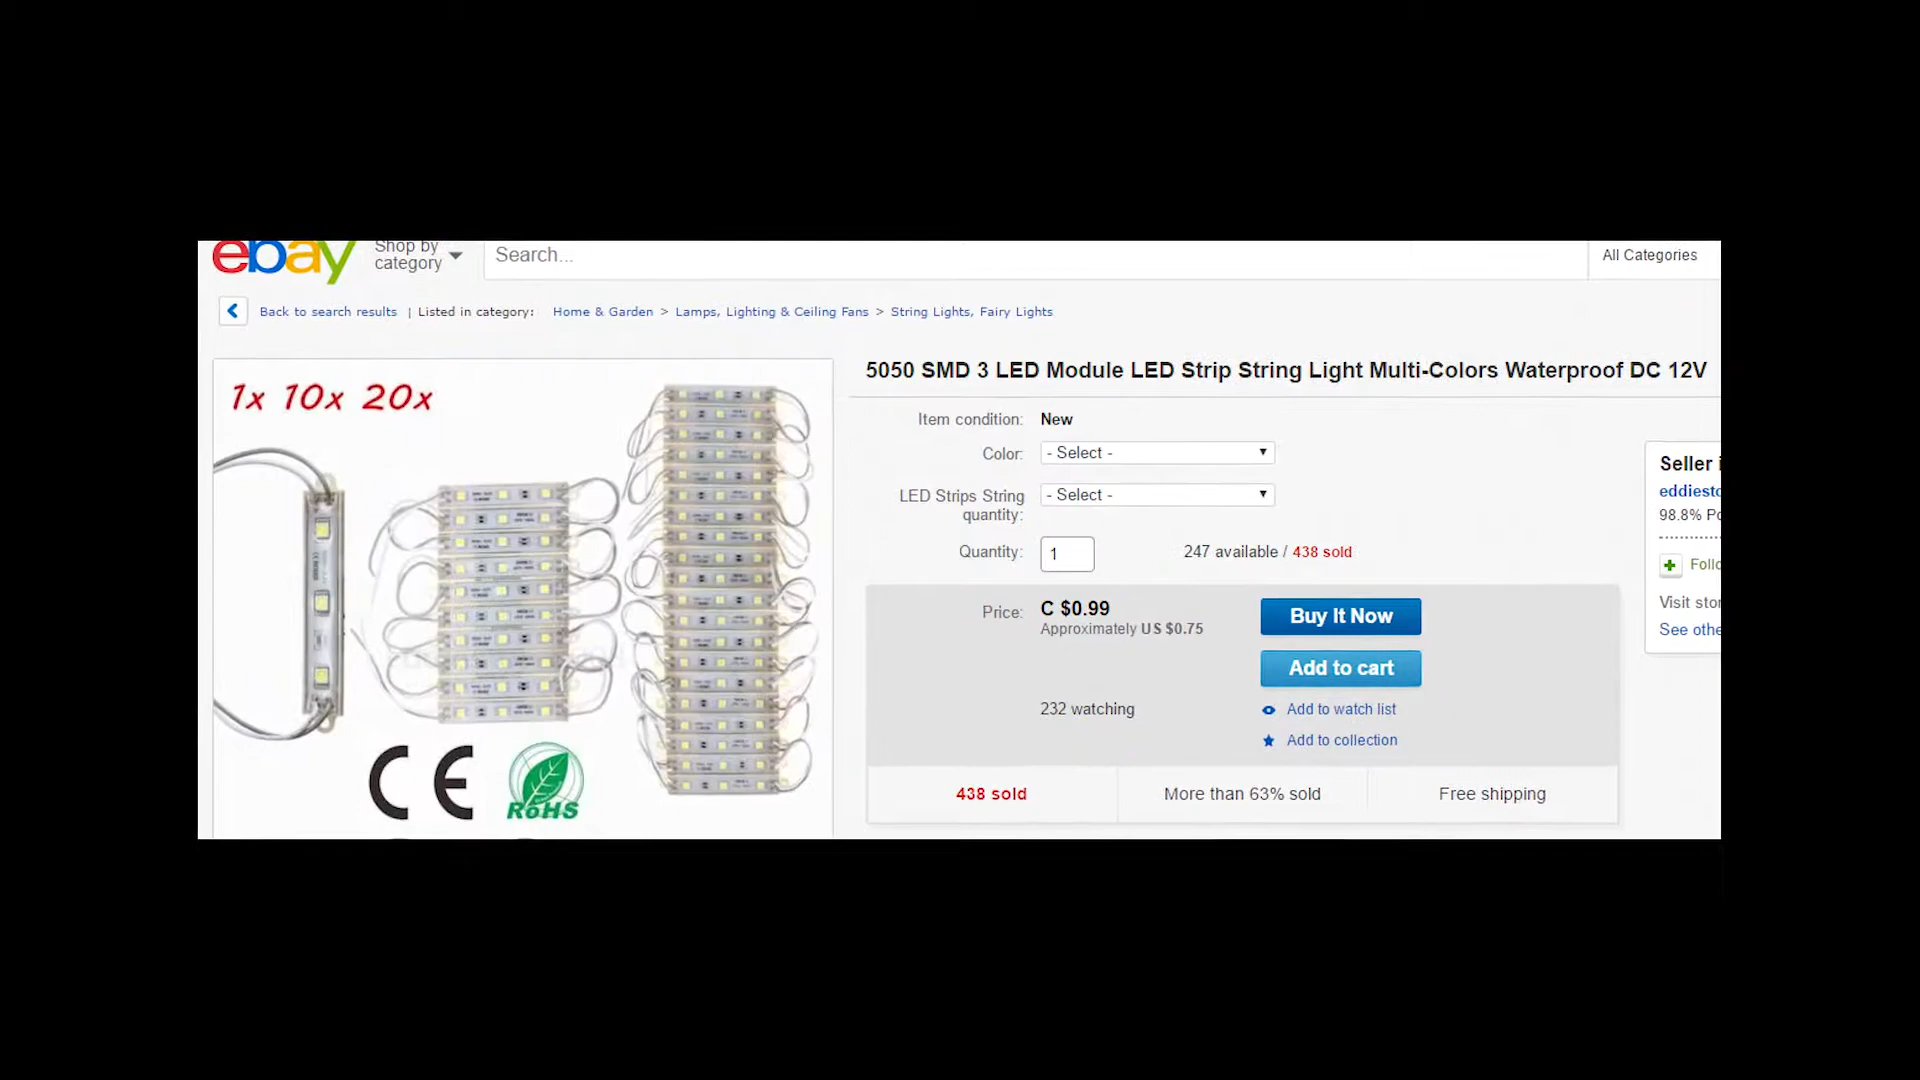 ebay
Shop by
category
Search...
All Categories
Back to search results | Listed in category: Home & Garden > Lamps, Lighting & Ceiling Fans > String Lights, Fairy Lights
1x 10x 20x
CE
RoHS
5050 SMD 3 LED Module LED Strip String Light Multi-Colors Waterproof DC 12V
Item condition: New
Color: - Select -
LED Strips String
quantity: - Select -
Quantity: 1 247 available / 438 sold
Price: C $0.99
Approximately US $0.75
Buy It Now
Add to cart
232 watching
Add to watch list
Add to collection
438 sold
More than 63% sold
Free shipping
Seller
98.8%
Visit
See